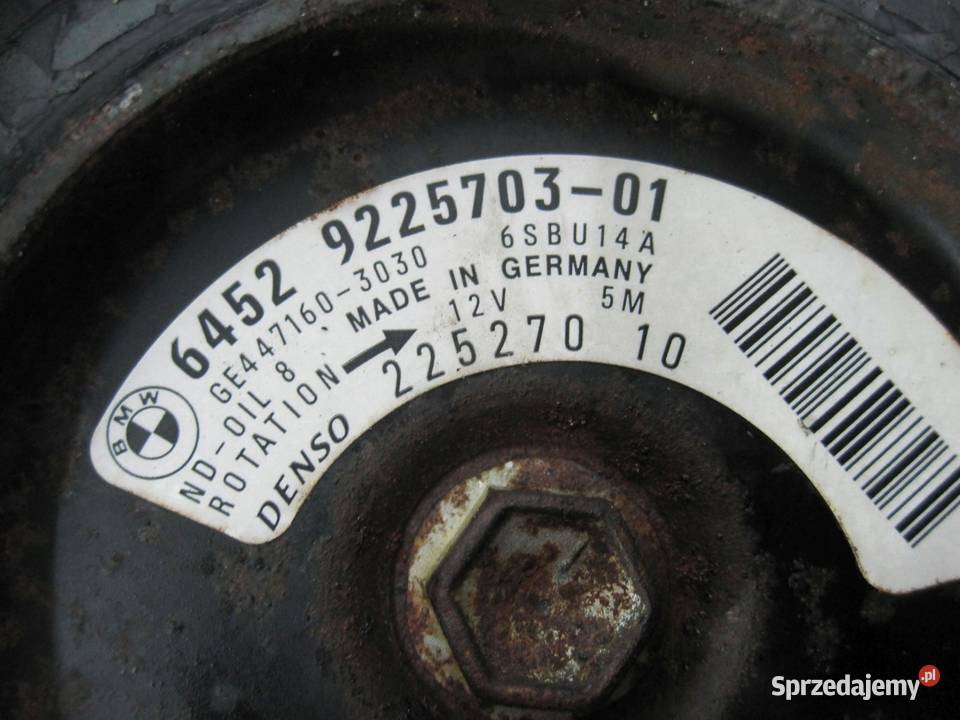 6452 9225703-01
GE447160-3030 6SBU14A
ND-OIL 8 MADE IN GERMANY
ROTATION 12V 5M
DENSO 225270 10
BMW
Sprzedajemy.pl